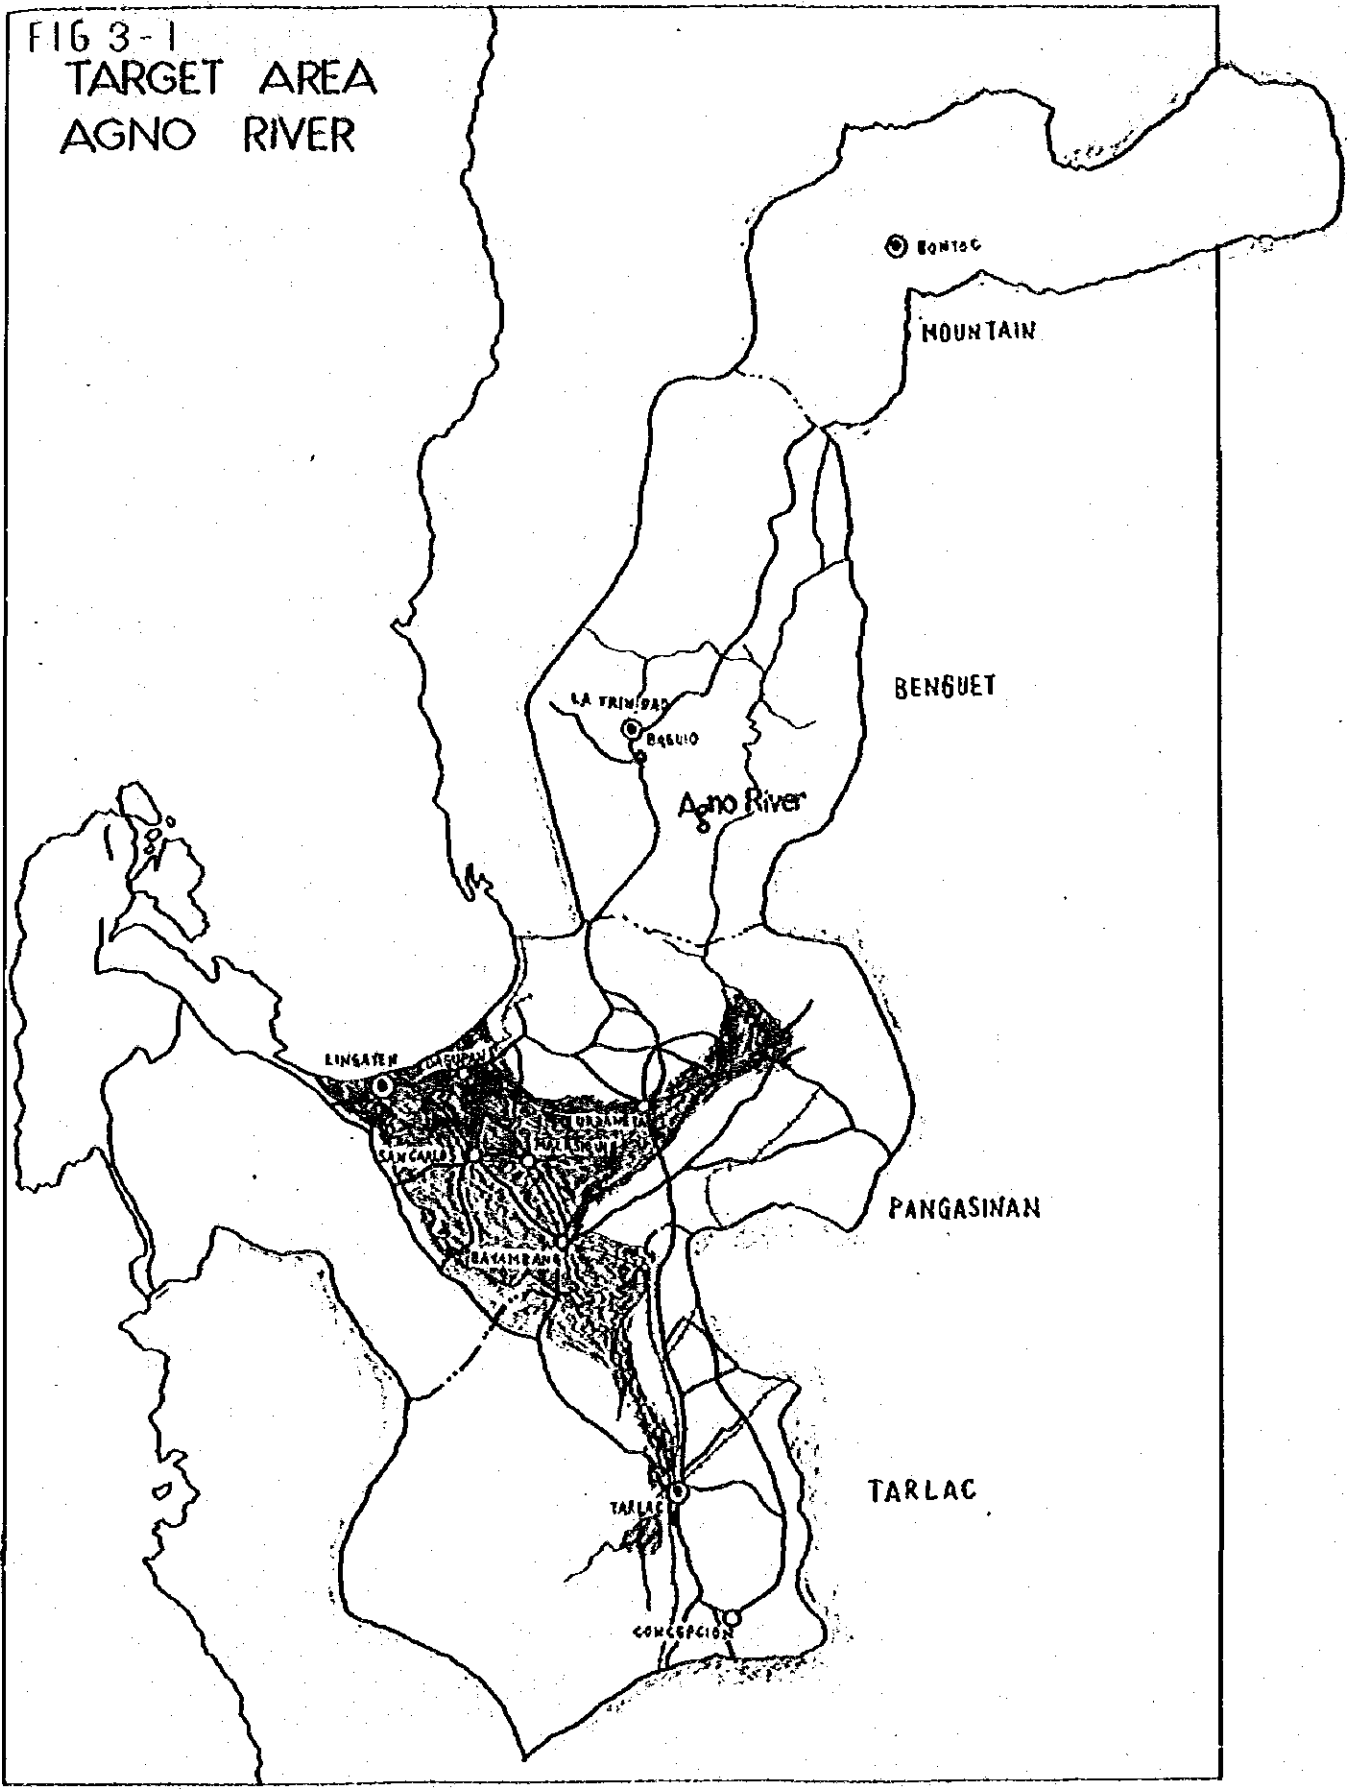 FIG 3-1
TARGET AREA
AGNO RIVER
BONTOC
MOUNTAIN
BENGUET
LA TRINIDAD
BAGUIO
Agno River
LINGAYEN
DAGUPAN
URDANETA
MALASIQUI
SAN CARLOS
PANGASINAN
BAYAMBANG
TARLAC
TARLAC
CONCEPCION